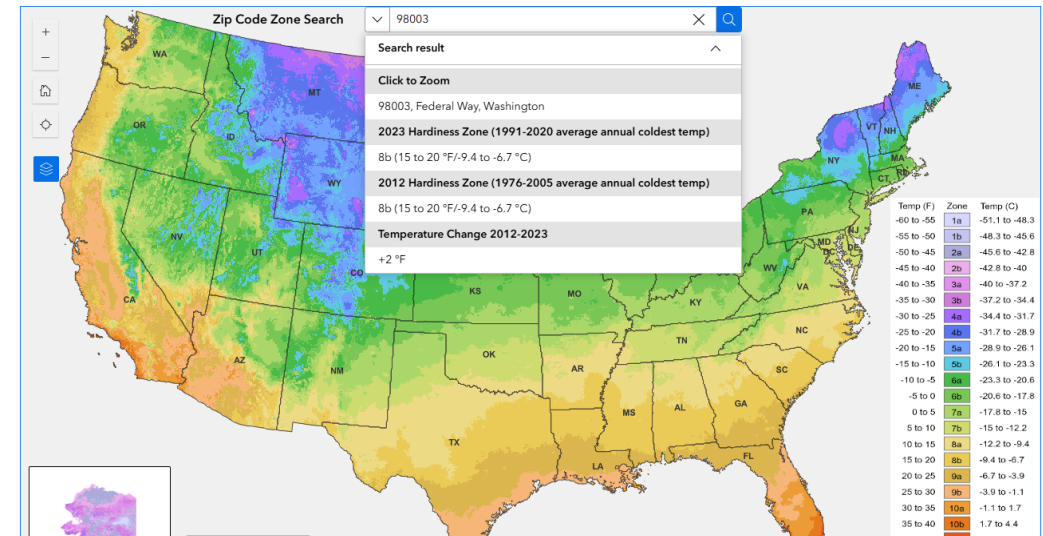 Zip Code Zone Search
98003
Search result
Click to Zoom
98003, Federal Way, Washington
2023 Hardiness Zone (1991-2020 average annual coldest temp)
8b (15 to 20 °F/-9.4 to -6.7 °C)
2012 Hardiness Zone (1976-2005 average annual coldest temp)
8b (15 to 20 °F/-9.4 to -6.7 °C)
Temperature Change 2012-2023
+2 °F
WA
MT
ME
OR
ID
VT
NH
WY
NY
MA
CT
RI
PA
NV
UT
CO
NJ
MD
DE
DC
WV
VA
CA
KS
MO
KY
NC
TN
AZ
NM
OK
AR
SC
MS
AL
GA
TX
LA
FL
Temp (F) Zone Temp (C)
-60 to -55 1a -51.1 to -48.3
-55 to -50 1b -48.3 to -45.6
-50 to -45 2a -45.6 to -42.8
-45 to -40 2b -42.8 to -40
-40 to -35 3a -40 to -37.2
-35 to -30 3b -37.2 to -34.4
-30 to -25 4a -34.4 to -31.7
-25 to -20 4b -31.7 to -28.9
-20 to -15 5a -28.9 to -26.1
-15 to -10 5b -26.1 to -23.3
-10 to -5 6a -23.3 to -20.6
-5 to 0 6b -20.6 to -17.8
0 to 5 7a -17.8 to -15
5 to 10 7b -15 to -12.2
10 to 15 8a -12.2 to -9.4
15 to 20 8b -9.4 to -6.7
20 to 25 9a -6.7 to -3.9
25 to 30 9b -3.9 to -1.1
30 to 35 10a -1.1 to 1.7
35 to 40 10b 1.7 to 4.4